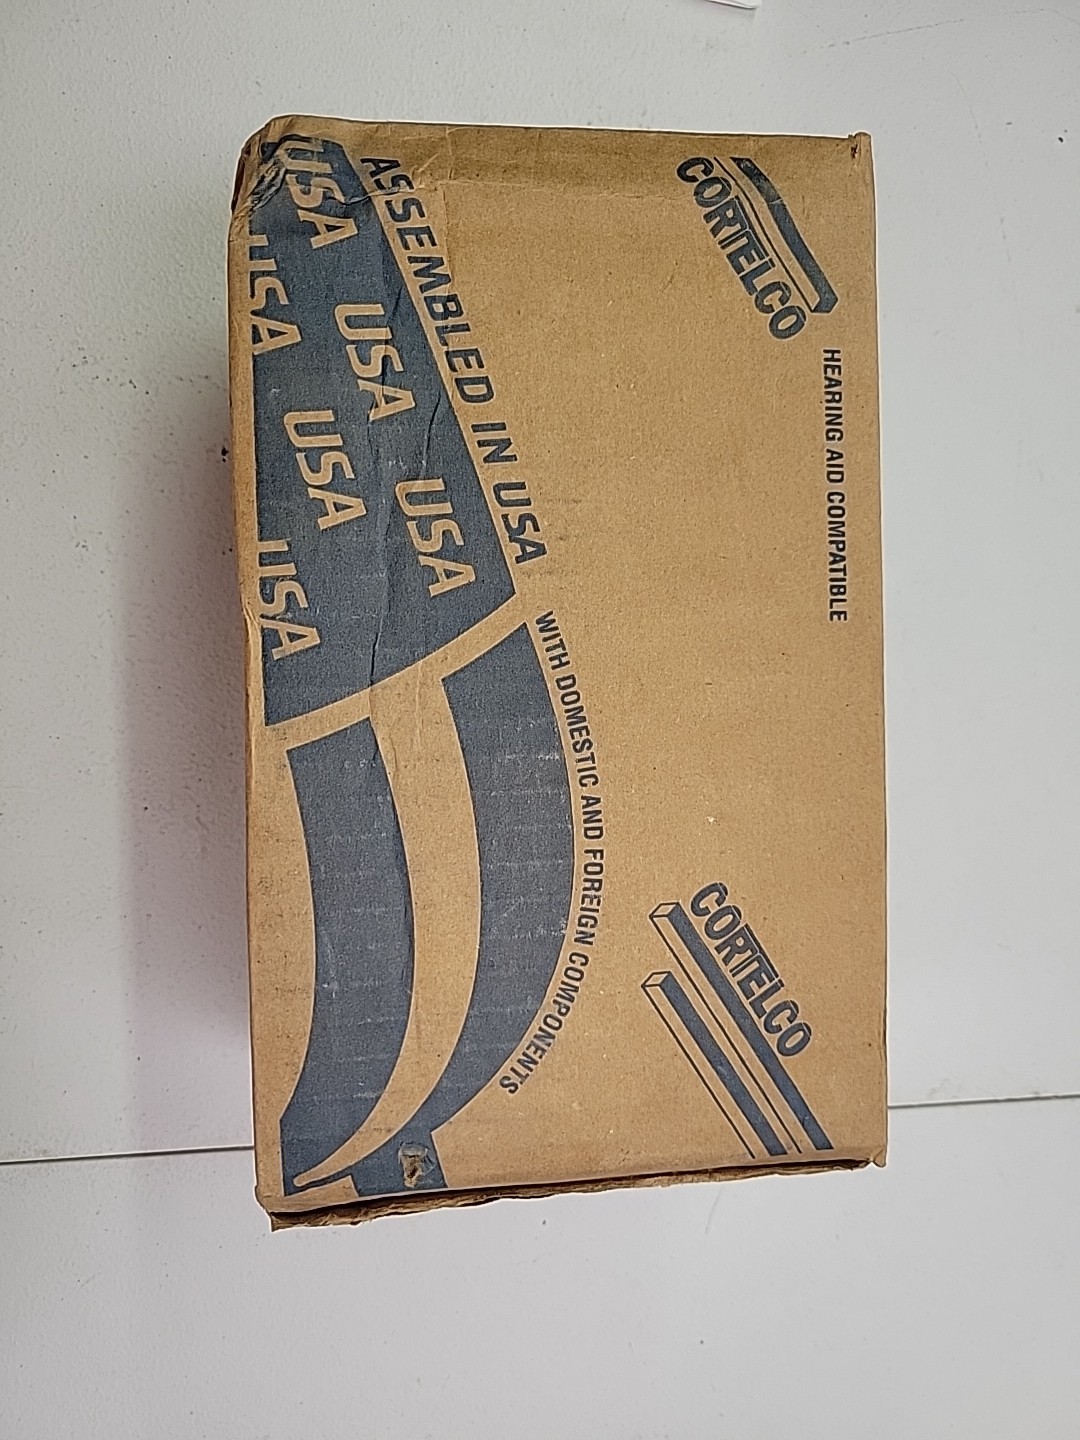 CORTELCO
HEARING AID COMPATIBLE
CORTELCO
ASSEMBLED IN USA
WITH DOMESTIC AND FOREIGN COMPONENTS
USA
USA
USA
USA
USA
USA